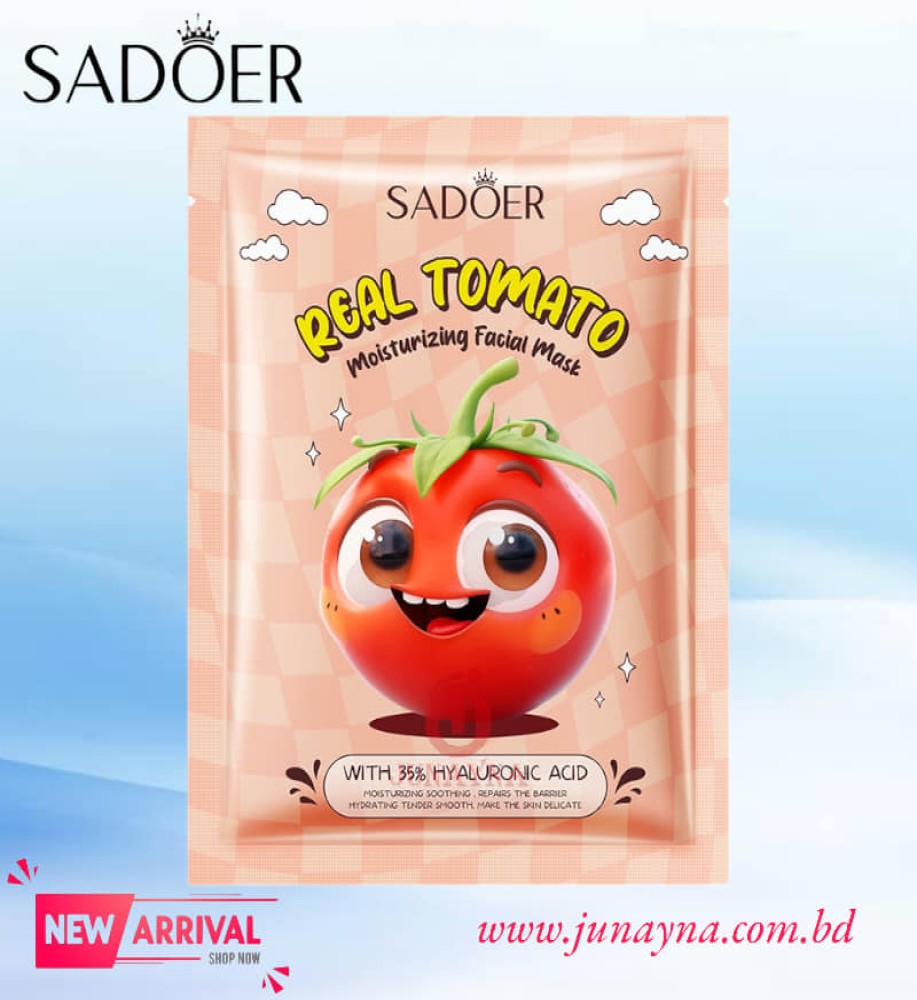 SADOER
SADOER
REAL TOMATO
Moisturizing Facial Mask
WITH 35% HYALURONIC ACID
MOISTURIZING SOOTHING , REPAIRS THE BARRIER
HYDRATING TENDER SMOOTH, MAKE THE SKIN DELICATE
JUNAYNA
NEW ARRIVAL
SHOP NOW
www.junayna.com.bd